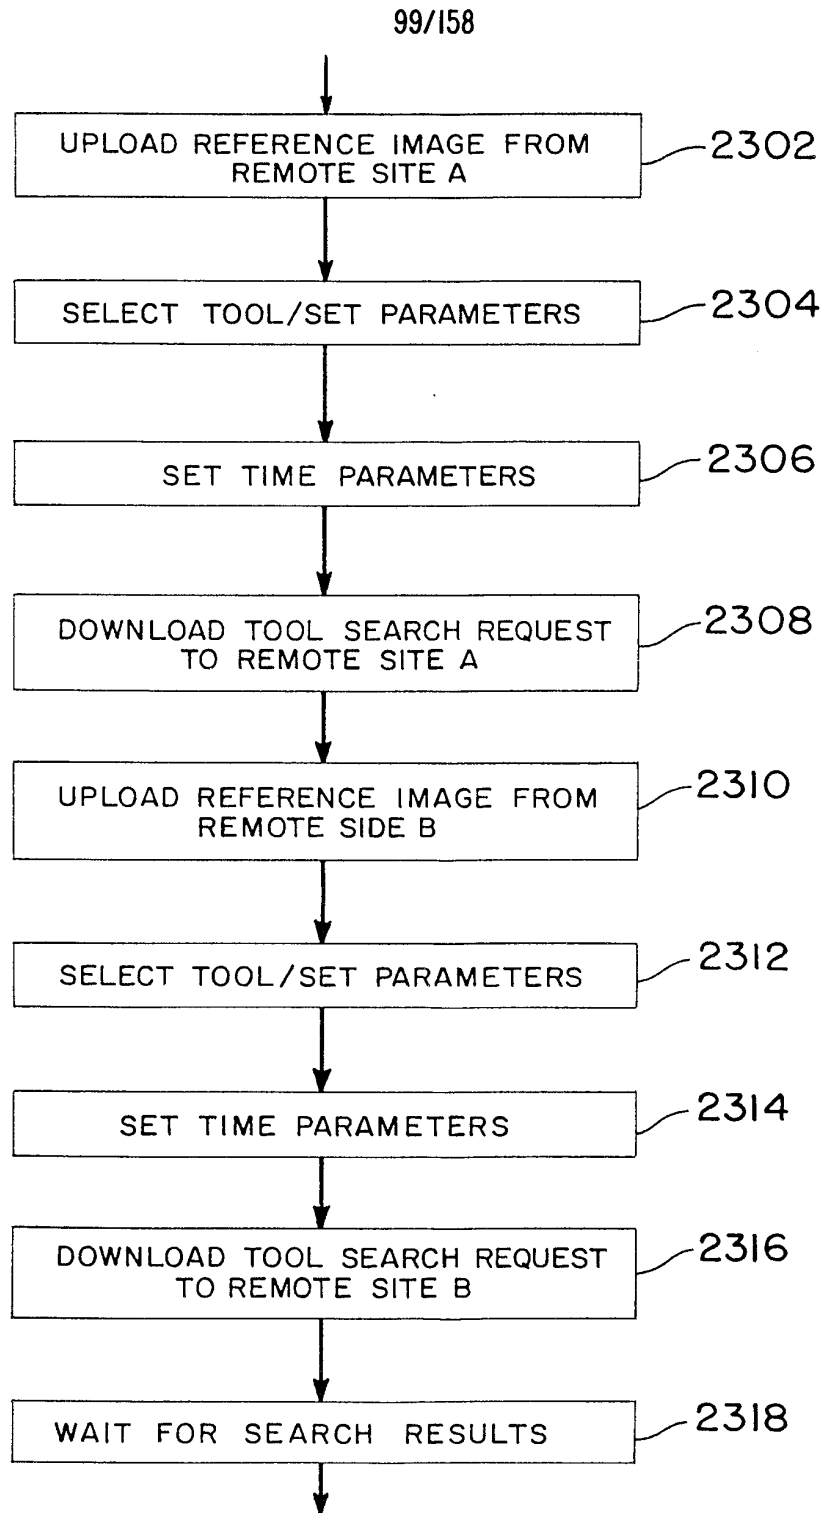 99/158
UPLOAD REFERENCE IMAGE FROM
REMOTE SITE A
2302
SELECT TOOL/SET PARAMETERS
2304
SET TIME PARAMETERS
2306
DOWNLOAD TOOL SEARCH REQUEST
TO REMOTE SITE A
2308
UPLOAD REFERENCE IMAGE FROM
REMOTE SIDE B
2310
SELECT TOOL/SET PARAMETERS
2312
SET TIME PARAMETERS
2314
DOWNLOAD TOOL SEARCH REQUEST
TO REMOTE SITE B
2316
WAIT FOR SEARCH RESULTS
2318